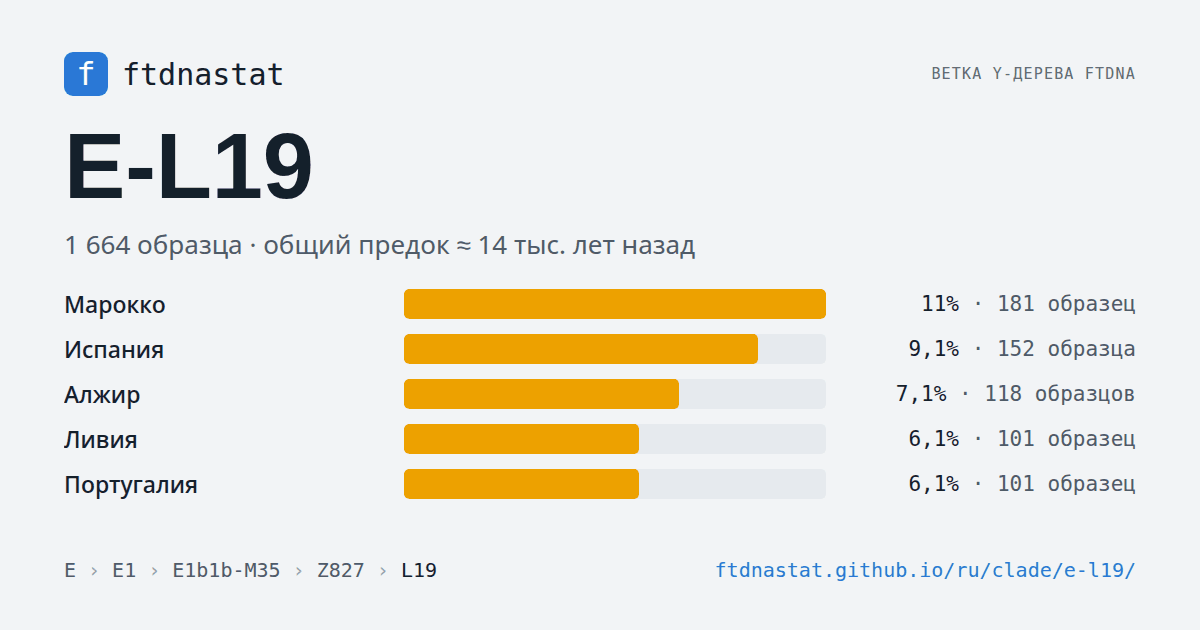 f ftdnastat
ВЕТКА Y-ДЕРЕВА FTDNA
E-L19
1 664 образца · общий предок ≈ 14 тыс. лет назад
Марокко 11% · 181 образец
Испания 9,1% · 152 образца
Алжир 7,1% · 118 образцов
Ливия 6,1% · 101 образец
Португалия 6,1% · 101 образец
E › E1 › E1b1b-M35 › Z827 › L19
ftdnastat.github.io/ru/clade/e-l19/